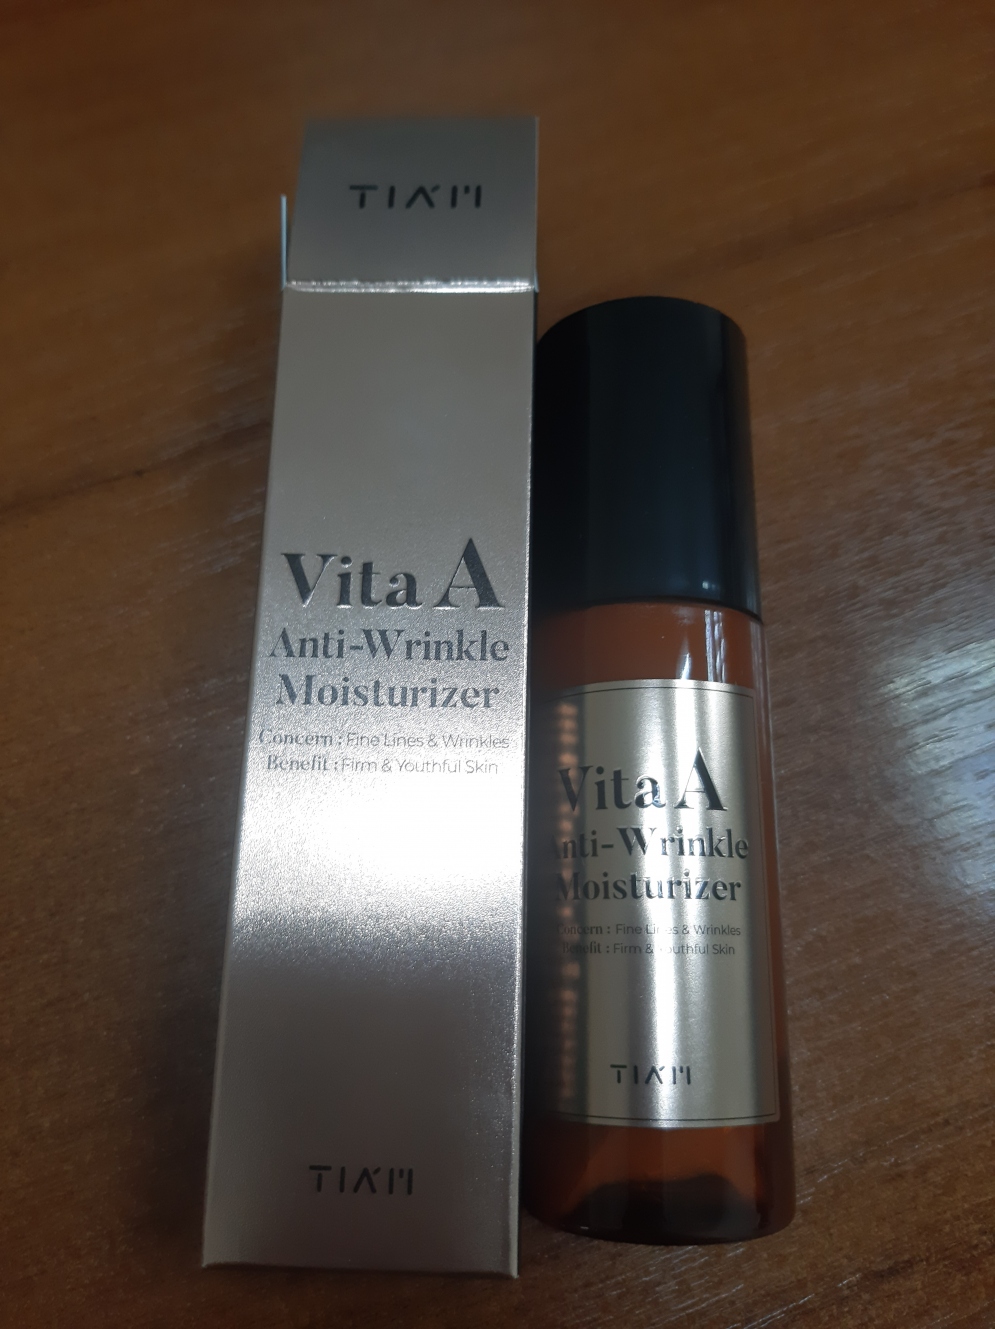 TIA'M
Vita A
Anti-Wrinkle
Moisturizer
Concern : Fine Lines & Wrinkles
Benefit : Firm & Youthful Skin
TIA'M
Vita A
Anti-Wrinkle
Moisturizer
Concern : Fine Lines & Wrinkles
Benefit : Firm & Youthful Skin
TIA'M